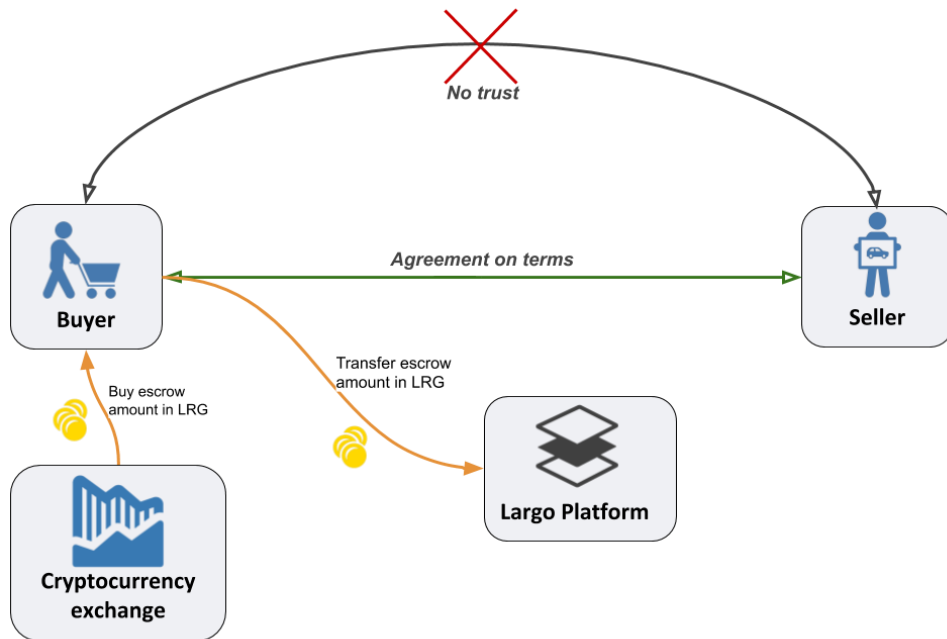 No trust
Agreement on terms
Buyer
Seller
Transfer escrow
amount in LRG
Buy escrow
amount in LRG
Largo Platform
Cryptocurrency
exchange